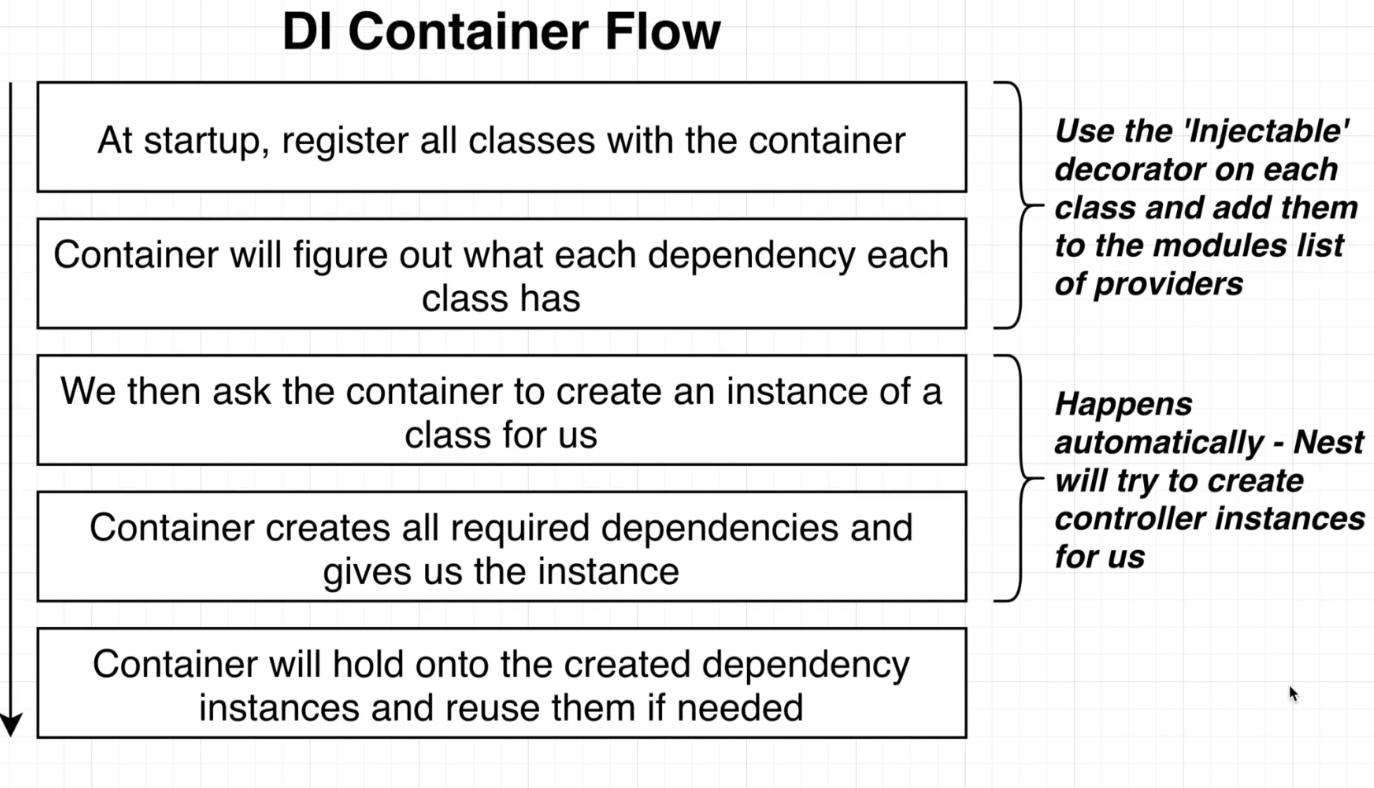 DI Container Flow
At startup, register all classes with the container
Container will figure out what each dependency each
class has
We then ask the container to create an instance of a
class for us
Container creates all required dependencies and
gives us the instance
Container will hold onto the created dependency
instances and reuse them if needed
Use the 'Injectable'
decorator on each
class and add them
to the modules list
of providers
Happens
automatically - Nest
will try to create
controller instances
for us